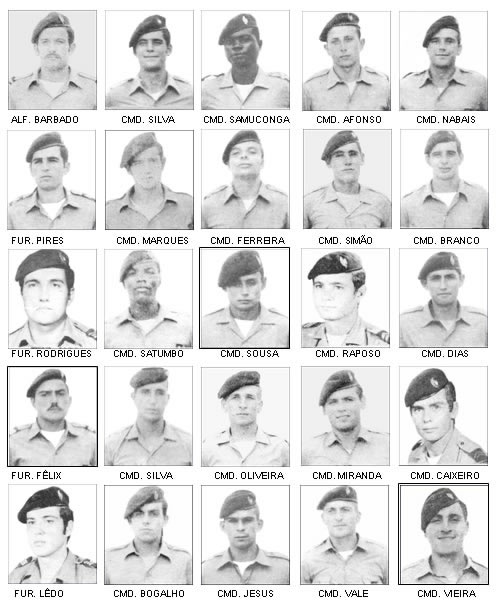 ALF. BARBADO
CMD. SILVA
CMD. SAMUCONGA
CMD. AFONSO
CMD. NABAIS
FUR. PIRES
CMD. MARQUES
CMD. FERREIRA
CMD. SIMÃO
CMD. BRANCO
FUR. RODRIGUES
CMD. SATUMBO
CMD. SOUSA
CMD. RAPOSO
CMD. DIAS
FUR. FÉLIX
CMD. SILVA
CMD. OLIVEIRA
CMD. MIRANDA
CMD. CAIXEIRO
FUR. LÊDO
CMD. BOGALHO
CMD. JESUS
CMD. VALE
CMD. VIEIRA